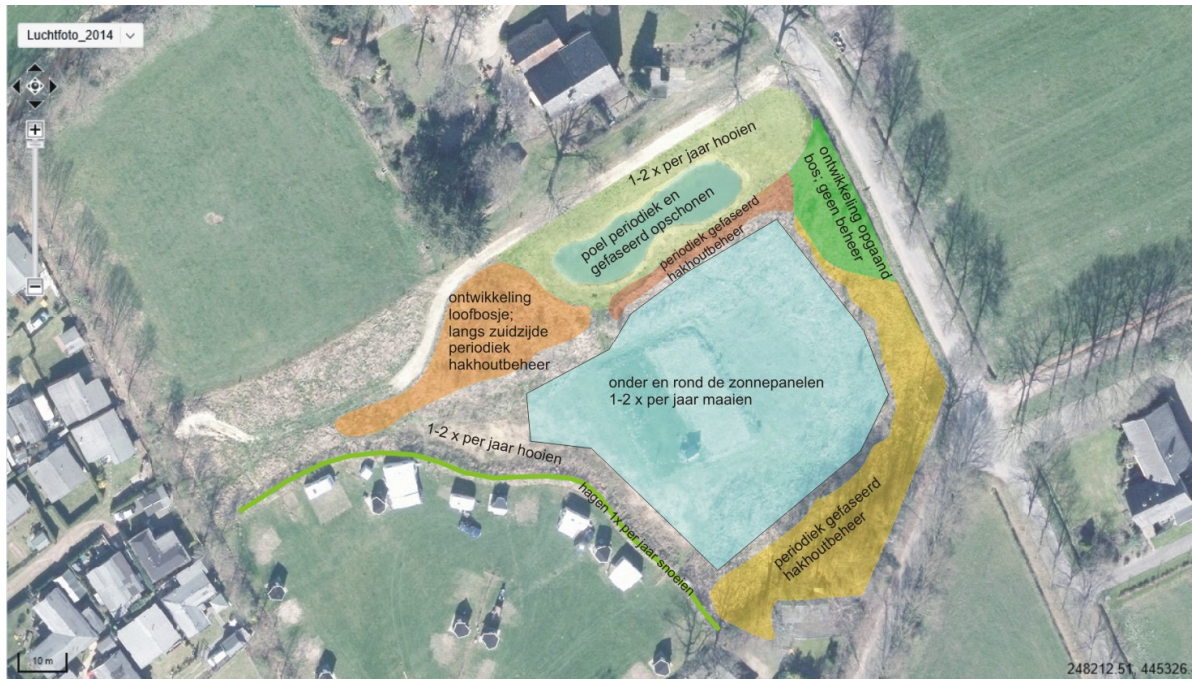 Luchtfoto_2014
1-2 x per jaar hooien
poel periodiek en
gefaseerd opschonen
periodiek gefaseerd
hakhoutbeheer
ontwikkeling opgaand
bos; geen beheer
ontwikkeling
loofbosje;
langs zuidzijde
periodiek
hakhoutbeheer
onder en rond de zonnepanelen
1-2 x per jaar maaien
1-2 x per jaar hooien
hagen 1x per jaar snoeien
periodiek gefaseerd
hakhoutbeheer
10 m
248212.51, 445326.